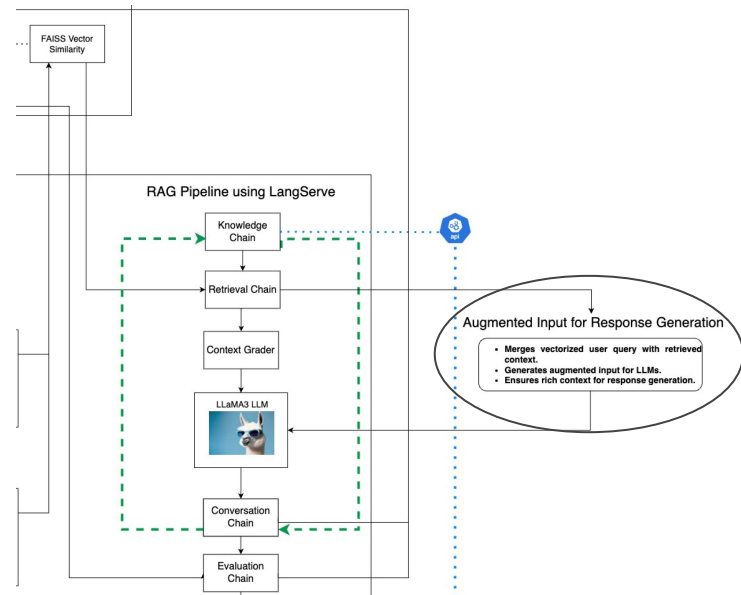 FAISS Vector
Similarity
RAG Pipeline using LangServe
Knowledge
Chain
api
Retrieval Chain
Augmented Input for Response Generation
• Merges vectorized user query with retrieved
context.
• Generates augmented input for LLMs.
• Ensures rich context for response generation.
Context Grader
LLaMA3 LLM
Conversation
Chain
Evaluation
Chain